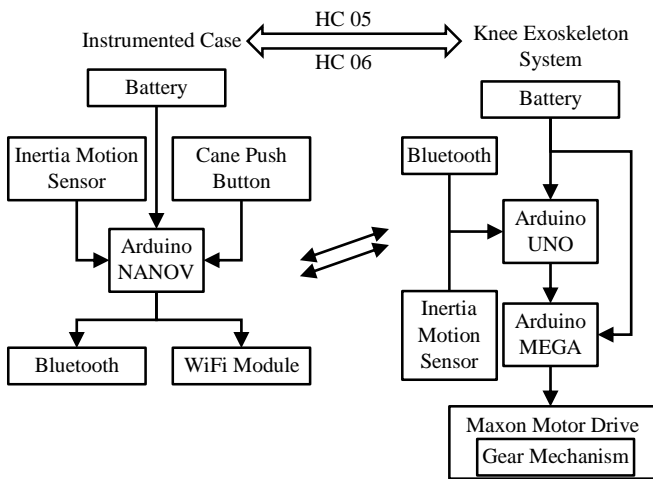 HC 05
Instrumented Case
HC 06
Knee Exoskeleton
System
Battery
Inertia Motion
Sensor
Cane Push
Button
Arduino
NANOV
Bluetooth
WiFi Module
Battery
Bluetooth
Arduino
UNO
Inertia
Motion
Sensor
Arduino
MEGA
Maxon Motor Drive
Gear Mechanism